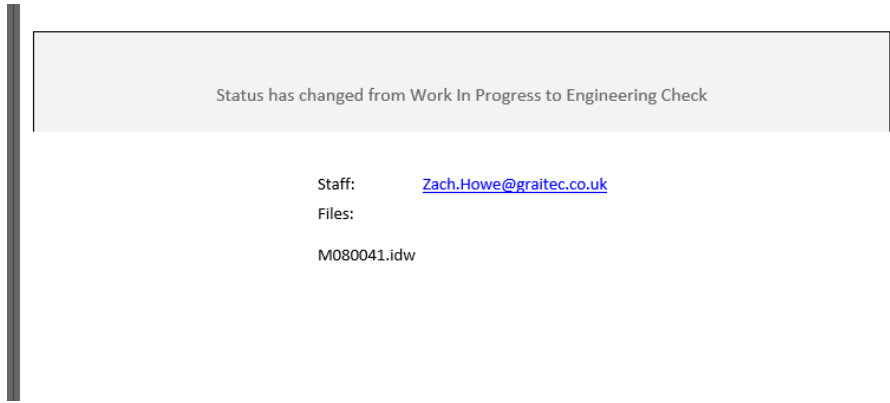 Status has changed from Work In Progress to Engineering Check
Staff: Zach.Howe@graitec.co.uk
Files:
M080041.idw